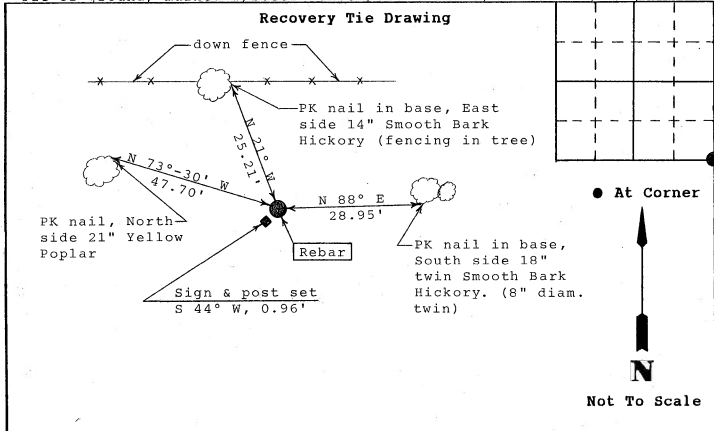 Recovery Tie Drawing
down fence
PK nail in base, East
side 14" Smooth Bark
Hickory (fencing in tree)
N 21° W
25.21'
N 73°-30' W
47.70'
N 88° E
28.95'
PK nail, North
side 21" Yellow
Poplar
Rebar
PK nail in base,
South side 18"
twin Smooth Bark
Hickory. (8" diam.
twin)
Sign & post set
S 44° W, 0.96'
At Corner
N
Not To Scale